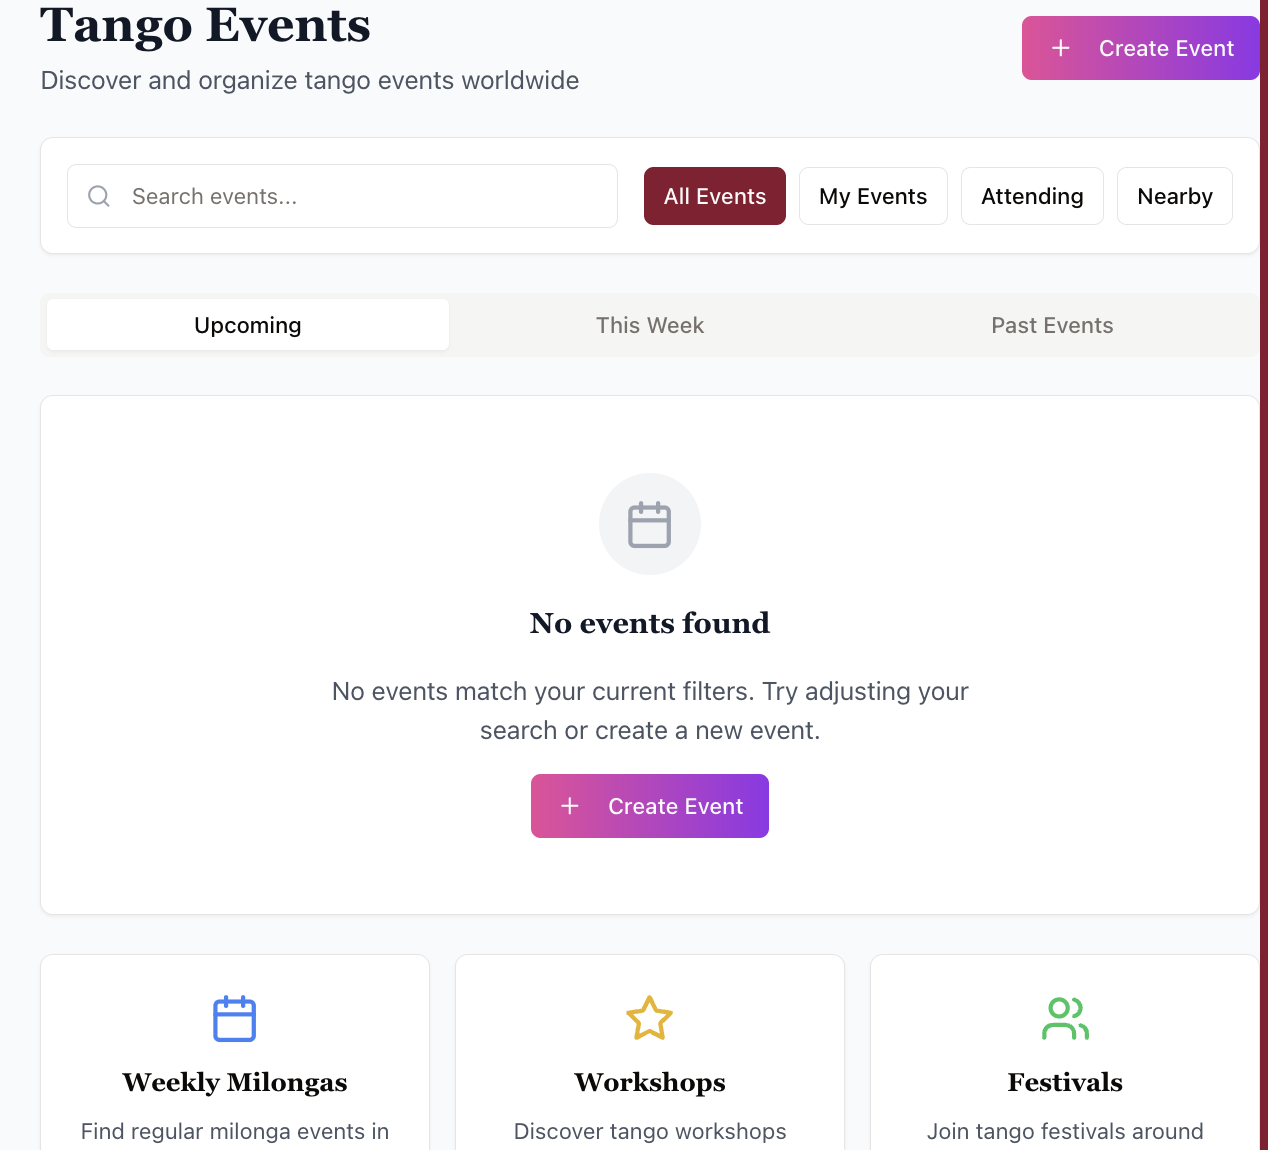 Tango Events
Discover and organize tango events worldwide
Create Event
Search events...
All Events
My Events
Attending
Nearby
Upcoming
This Week
Past Events
No events found
No events match your current filters. Try adjusting your
search or create a new event.
Create Event
Weekly Milongas
Find regular milonga events in
Workshops
Discover tango workshops
Festivals
Join tango festivals around